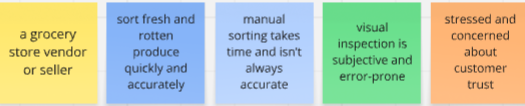 a grocery
store vendor
or seller
sort fresh and
rotten
produce
quickly and
accurately
manual
sorting takes
time and isn't
always
accurate
visual
inspection is
subjective and
error-prone
stressed and
concerned
about
customer
trust